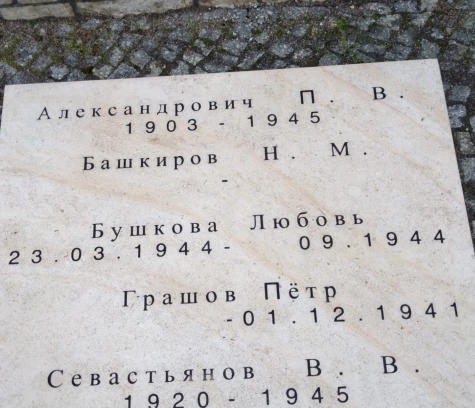 Александрович П. В.
1903 - 1945
Башкиров Н. М.
-
Бушкова Любовь
23.03.1944- 09.1944
Грашов Пётр
-01.12.1941
Севастьянов В. В.
1920 - 1945